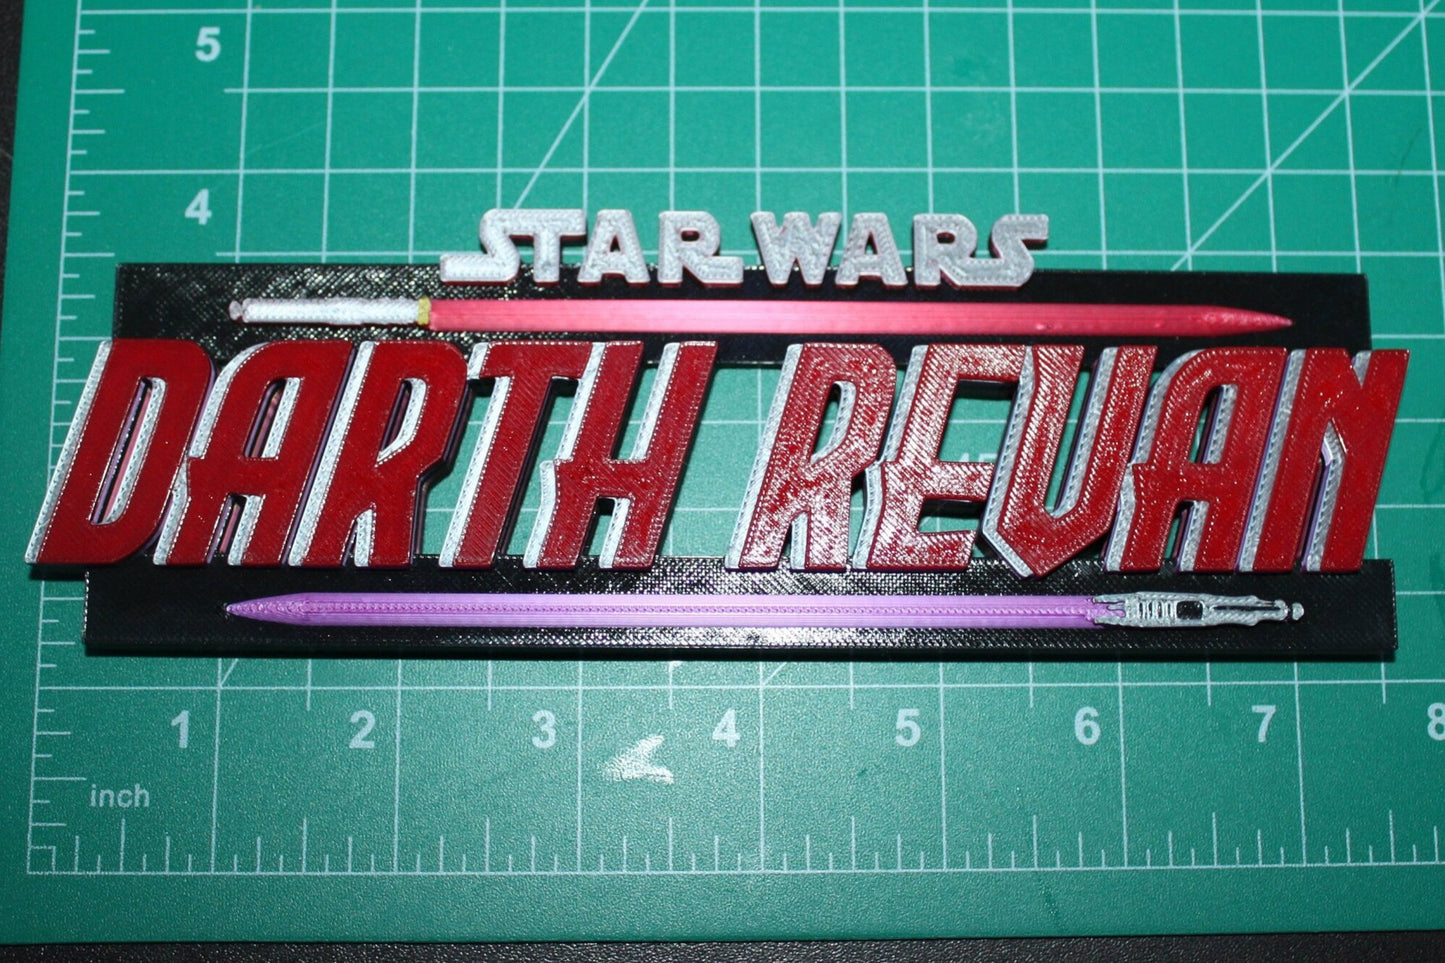 5
4
STAR WARS
DARTH REVAN
1 2 3 4 5 6 7 8
inch